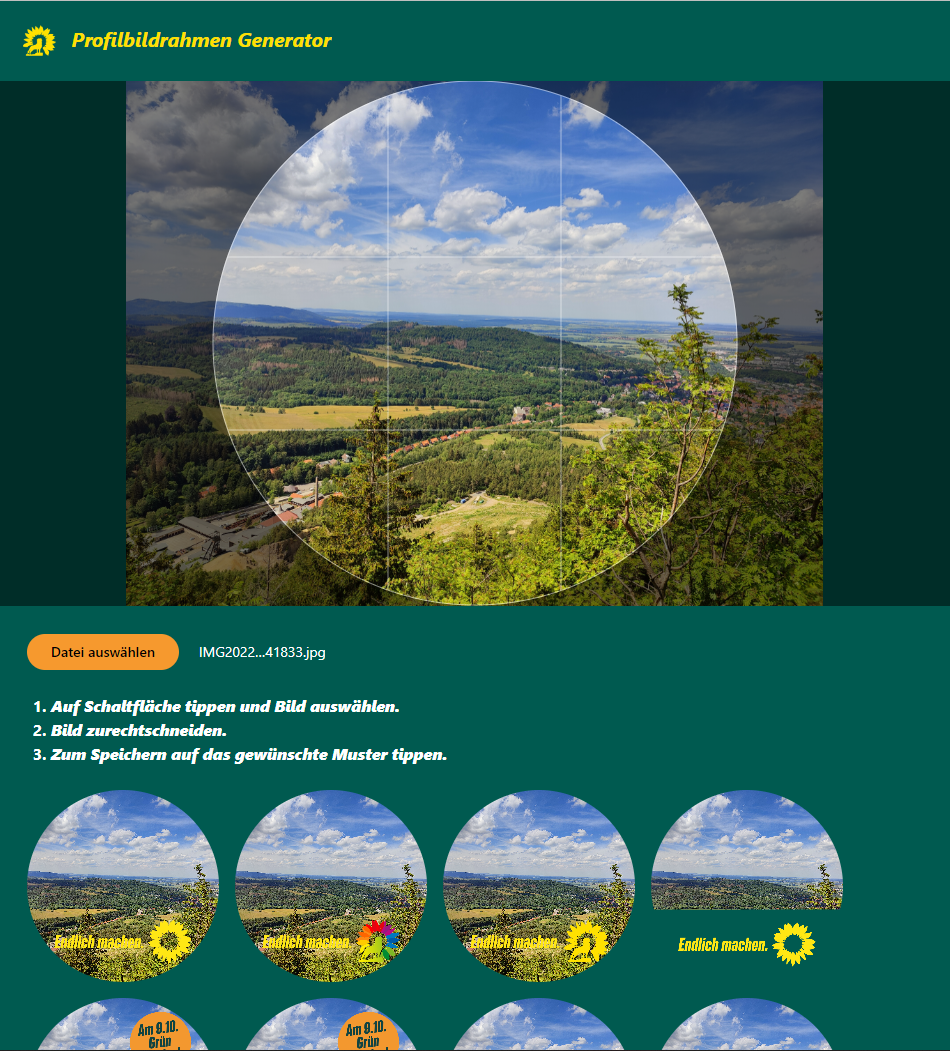 Profilbildrahmen Generator
Datei auswählen IMG2022...41833.jpg
1. Auf Schaltfläche tippen und Bild auswählen.
2. Bild zurechtschneiden.
3. Zum Speichern auf das gewünschte Muster tippen.
Endlich machen. Endlich machen. Endlich machen. Endlich machen.
Am 9.10. Am 9.10.
Grün Grün